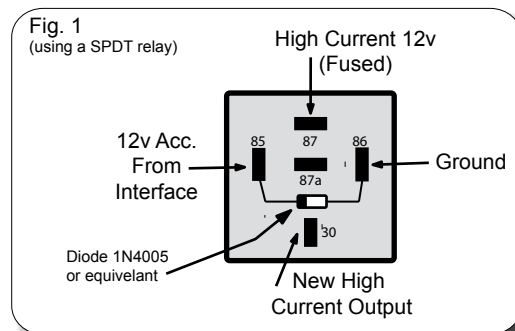 Fig. 1
(using a SPDT relay)
High Current 12v
(Fused)
12v Acc.
From
Interface
85
87
86
87a
Ground
30
Diode 1N4005
or equivelant
New High
Current Output